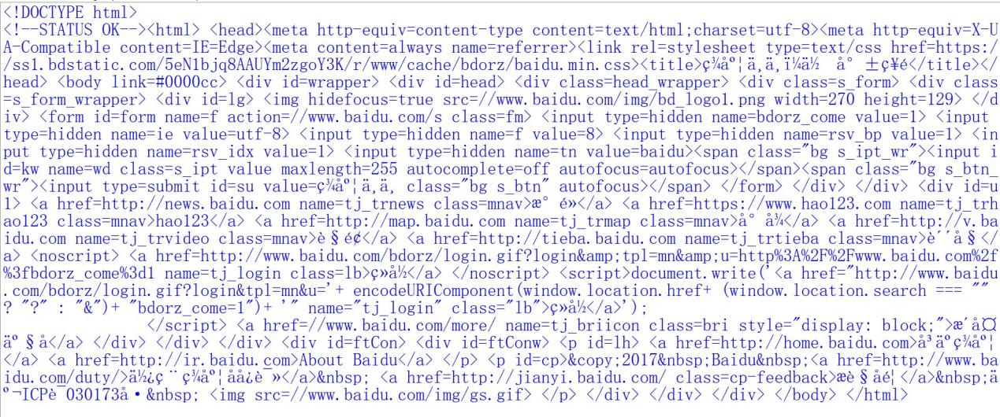 <!DOCTYPE html>
<!--STATUS OK--><html> <head><meta http-equiv=content-type content=text/html;charset=utf-8><meta http-equiv=X-U
A-Compatible content=IE=Edge><meta content=always name=referrer><link rel=stylesheet type=text/css href=https:/
/ss1.bdstatic.com/5eN1bjq8AAUYm2zgoY3K/r/www/cache/bdorz/baidu.min.css><title>ç¾åº¦ä¸ä¸ï¼ä½ å° ±ç¥é</title></
head> <body link=#0000cc> <div id=wrapper> <div id=head> <div class=head_wrapper> <div class=s_form> <div class
=s_form_wrapper> <div id=lg> <img hidefocus=true src=//www.baidu.com/img/bd_logo1.png width=270 height=129> </d
iv> <form id=form name=f action=//www.baidu.com/s class=fm> <input type=hidden name=bdorz_come value=1> <input 
type=hidden name=ie value=utf-8> <input type=hidden name=f value=8> <input type=hidden name=rsv_bp value=1> <in
put type=hidden name=rsv_idx value=1> <input type=hidden name=tn value=baidu><span class="bg s_ipt_wr"><input i
d=kw name=wd class=s_ipt value maxlength=255 autocomplete=off autofocus=autofocus></span><span class="bg s_btn_
wr"><input type=submit id=su value=ç¾åº¦ä¸ä¸ class="bg s_btn" autofocus></span> </form> </div> </div> <div id=u
1> <a href=http://news.baidu.com name=tj_trnews class=mnav>æ° é»</a> <a href=https://www.hao123.com name=tj_trh
ao123 class=mnav>hao123</a> <a href=http://map.baidu.com name=tj_trmap class=mnav>å° å¾</a> <a href=http://v.ba
idu.com name=tj_trvideo class=mnav>è§é¢</a> <a href=http://tieba.baidu.com name=tj_trtieba class=mnav>è´´å§</
a> <noscript> <a href=http://www.baidu.com/bdorz/login.gif?login&amp;tpl=mn&amp;u=http%3A%2F%2Fwww.baidu.com%2f
%3fbdorz_come%3d1 name=tj_login class=lb>ç»å½</a> </noscript> <script>document.write('<a href="http://www.baidu
.com/bdorz/login.gif?login&tpl=mn&u='+ encodeURIComponent(window.location.href+ (window.location.search === ""
? "?" : "&")+ "bdorz_come=1")+ '" name="tj_login" class="lb">ç»å½</a>');
</script> <a href=//www.baidu.com/more/ name=tj_briicon class=bri style="display: block;">æ´å¤
äº§å</a> </div> </div> </div> <div id=ftCon> <div id=ftConw> <p id=lh> <a href=http://home.baidu.com>å³äºç¾åº¦
</a> <a href=http://ir.baidu.com>About Baidu</a> </p> <p id=cp>&copy;2017&nbsp;Baidu&nbsp;<a href=http://www.ba
idu.com/duty/>ä½¿ç¨ç¾åº¦åå¿è¯»</a>&nbsp; <a href=http://jianyi.baidu.com/ class=cp-feedback>æè§åé¦</a>&nbsp;ä
º¬ICPè¯030173å•&nbsp; <img src=//www.baidu.com/img/gs.gif> </p> </div> </div> </div> </body> </html>